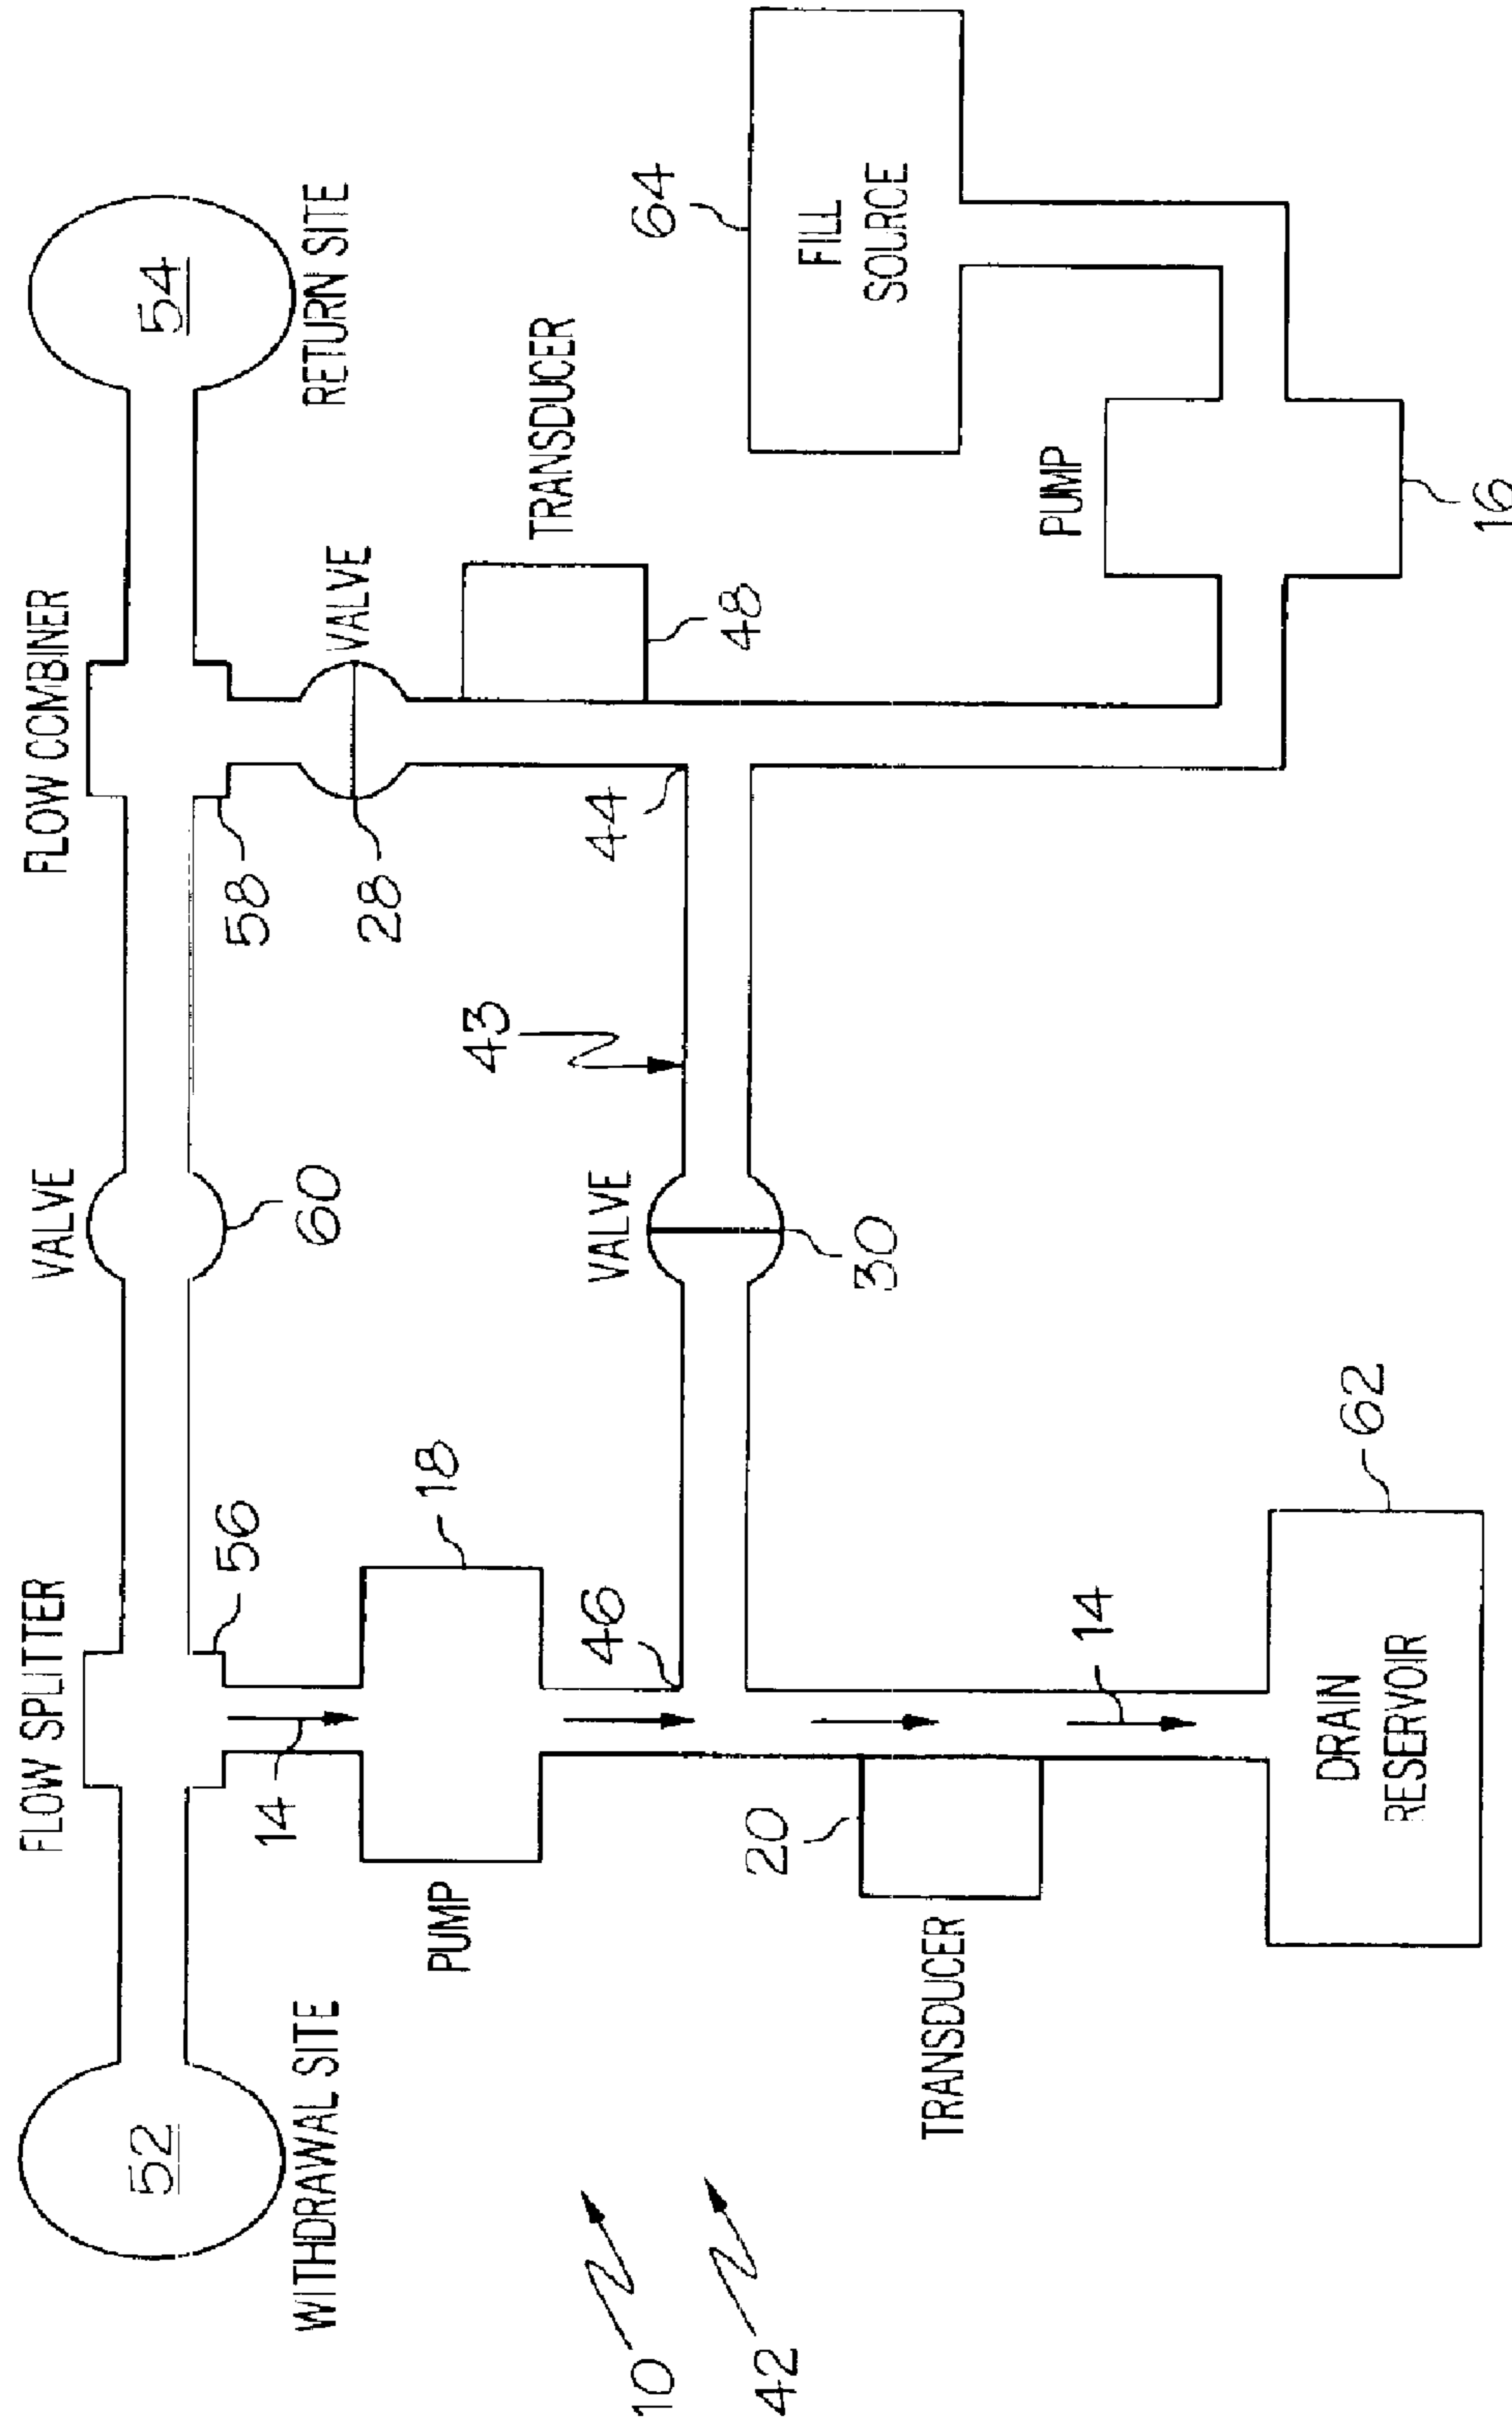 WITHDRAWAL SITE
52
FLOW SPLITTER
56
VALVE
60
FLOW COMBINER
58
54
RETURN SITE
14
PUMP
18
28
VALVE
TRANSDUCER
48
46
VALVE
30
43
44
TRANSDUCER
20
14
DRAIN
RESERVOIR
62
64
FILL
SOURCE
PUMP
16
10
42